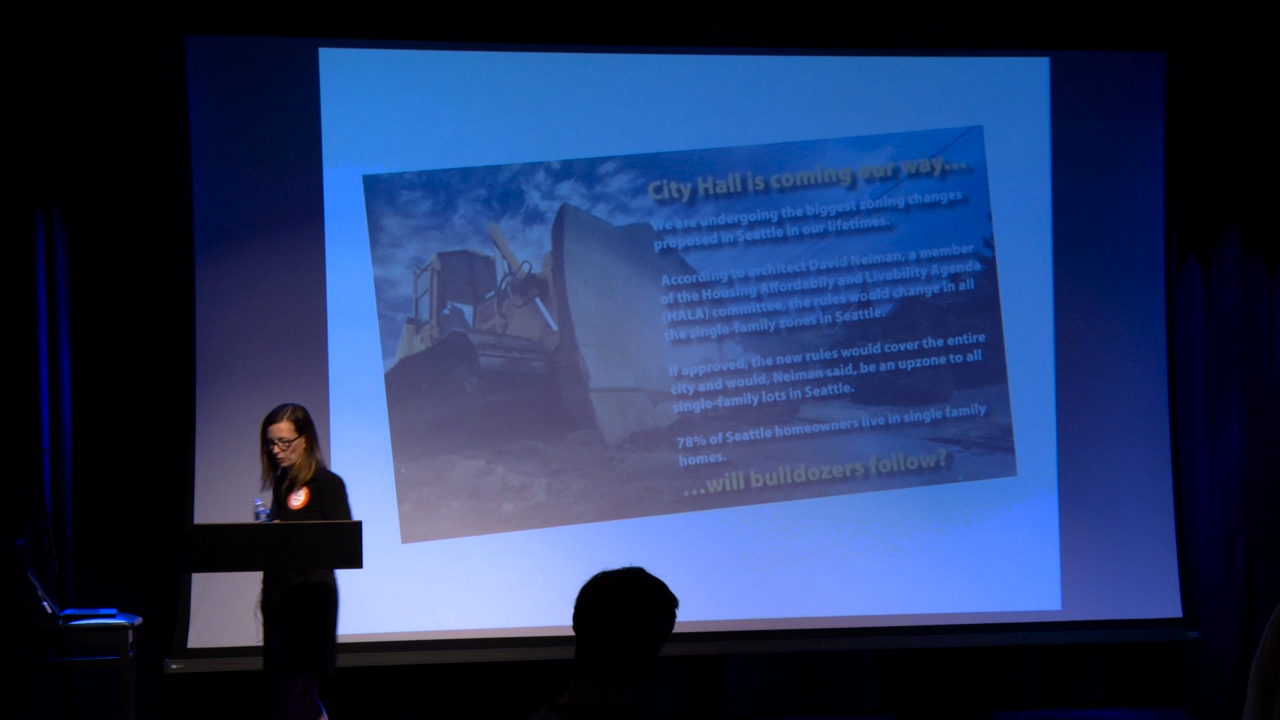 City Hall is coming our way...
We are undergoing the biggest zoning changes
proposed in Seattle in our lifetimes.
According to architect David Neiman, a member
of the Housing Affordabily and Livability Agenda
(HALA) committee, the rules would change in all
the single-family zones in Seattle.
If approved, the new rules would cover the entire
city and would, Neiman said, be an upzone to all
single-family lots in Seattle.
78% of Seattle homeowners live in single family
homes.
...will bulldozers follow?